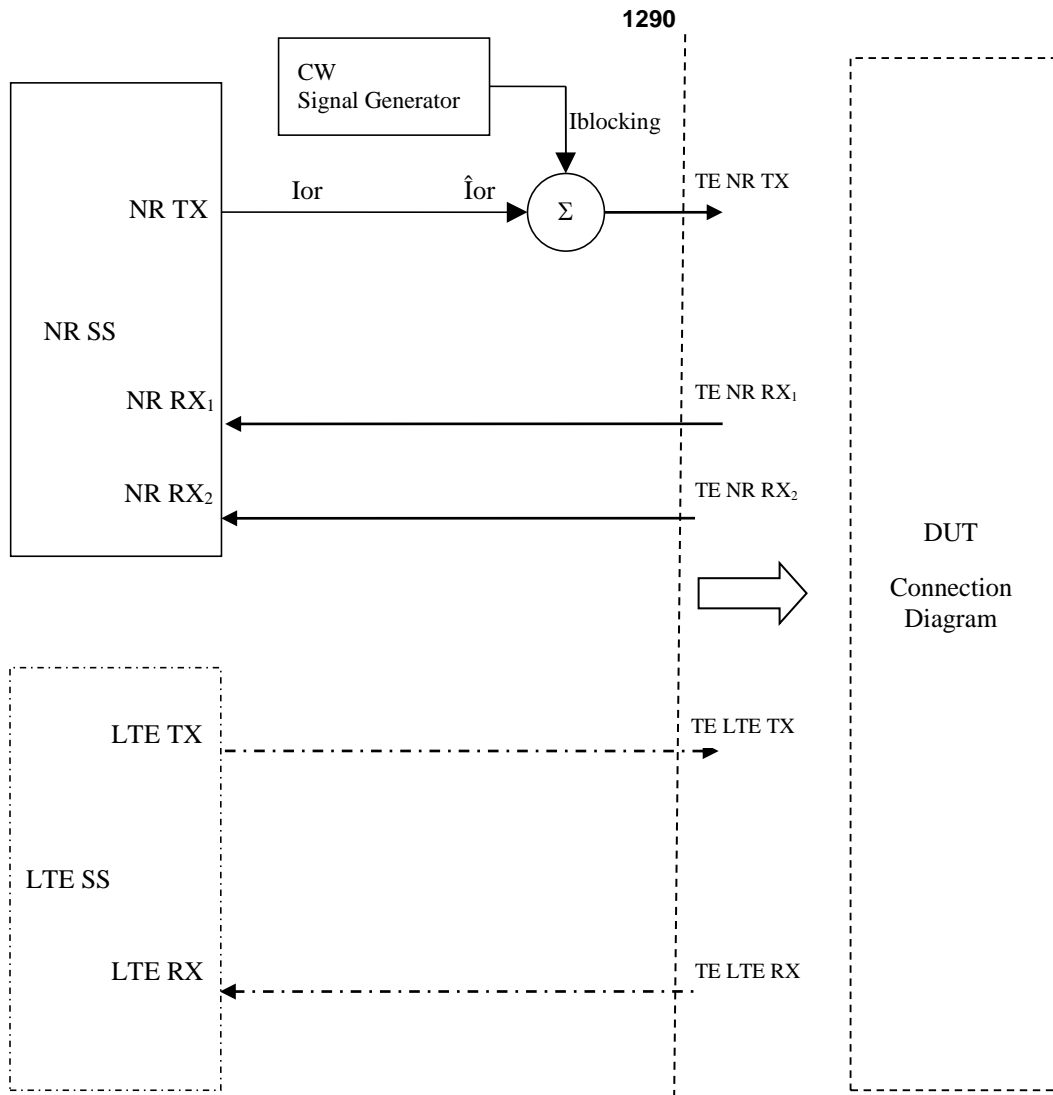 1290
CW
Signal Generator
Iblocking
NR TX
Ior
Îor
Σ
TE NR TX
NR SS
NR RX₁
TE NR RX₁
NR RX₂
TE NR RX₂
DUT
Connection
Diagram
LTE TX
TE LTE TX
LTE SS
LTE RX
TE LTE RX